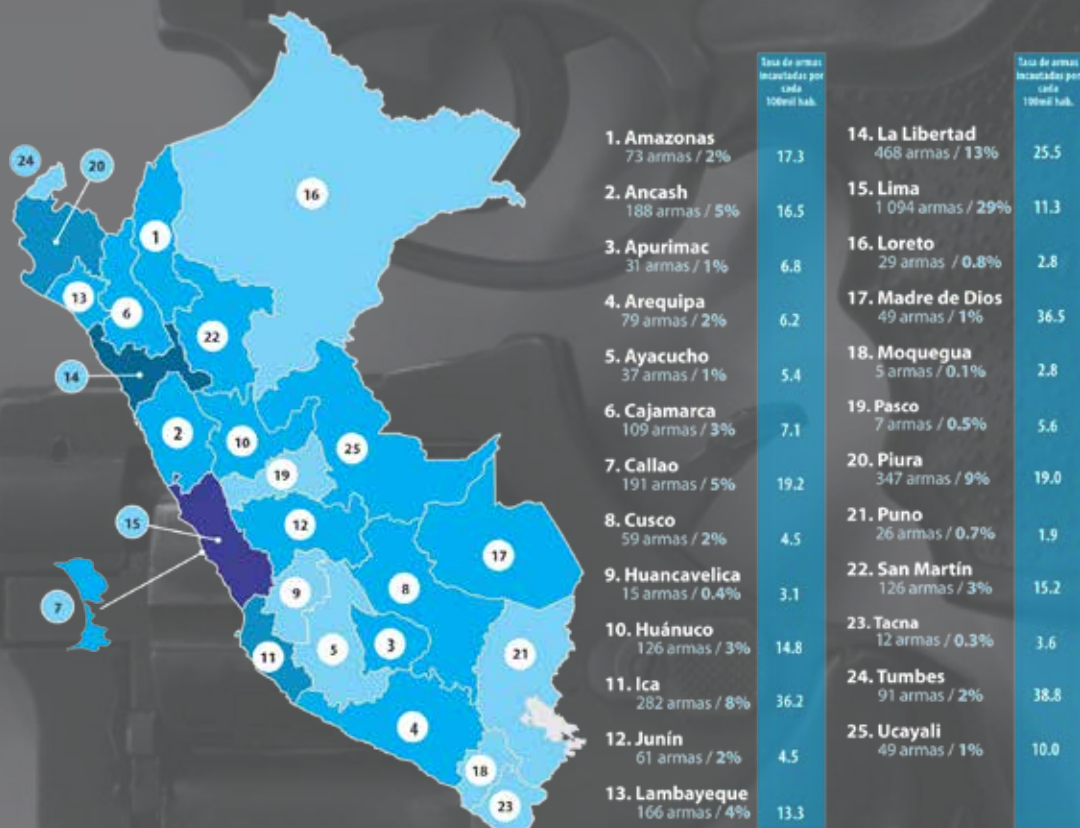 24
20
16
1
13
6
22
14
2
10
25
19
15
12
17
7
9
8
11
5
3
21
4
18
23
Tasa de armas
incautadas por
cada
100mil hab.
1. Amazonas
73 armas / 2% 17.3
2. Ancash
188 armas / 5% 16.5
3. Apurimac
31 armas / 1% 6.8
4. Arequipa
79 armas / 2% 6.2
5. Ayacucho
37 armas / 1% 5.4
6. Cajamarca
109 armas / 3% 7.1
7. Callao
191 armas / 5% 19.2
8. Cusco
59 armas / 2% 4.5
9. Huancavelica
15 armas / 0.4% 3.1
10. Huánuco
126 armas / 3% 14.8
11. Ica
282 armas / 8% 36.2
12. Junín
61 armas / 2% 4.5
13. Lambayeque
166 armas / 4% 13.3
Tasa de armas
incautadas por
cada
100mil hab.
14. La Libertad
468 armas / 13% 25.5
15. Lima
1 094 armas / 29% 11.3
16. Loreto
29 armas / 0.8% 2.8
17. Madre de Dios
49 armas / 1% 36.5
18. Moquegua
5 armas / 0.1% 2.8
19. Pasco
7 armas / 0.5% 5.6
20. Piura
347 armas / 9% 19.0
21. Puno
26 armas / 0.7% 1.9
22. San Martín
126 armas / 3% 15.2
23. Tacna
12 armas / 0.3% 3.6
24. Tumbes
91 armas / 2% 38.8
25. Ucayali
49 armas / 1% 10.0